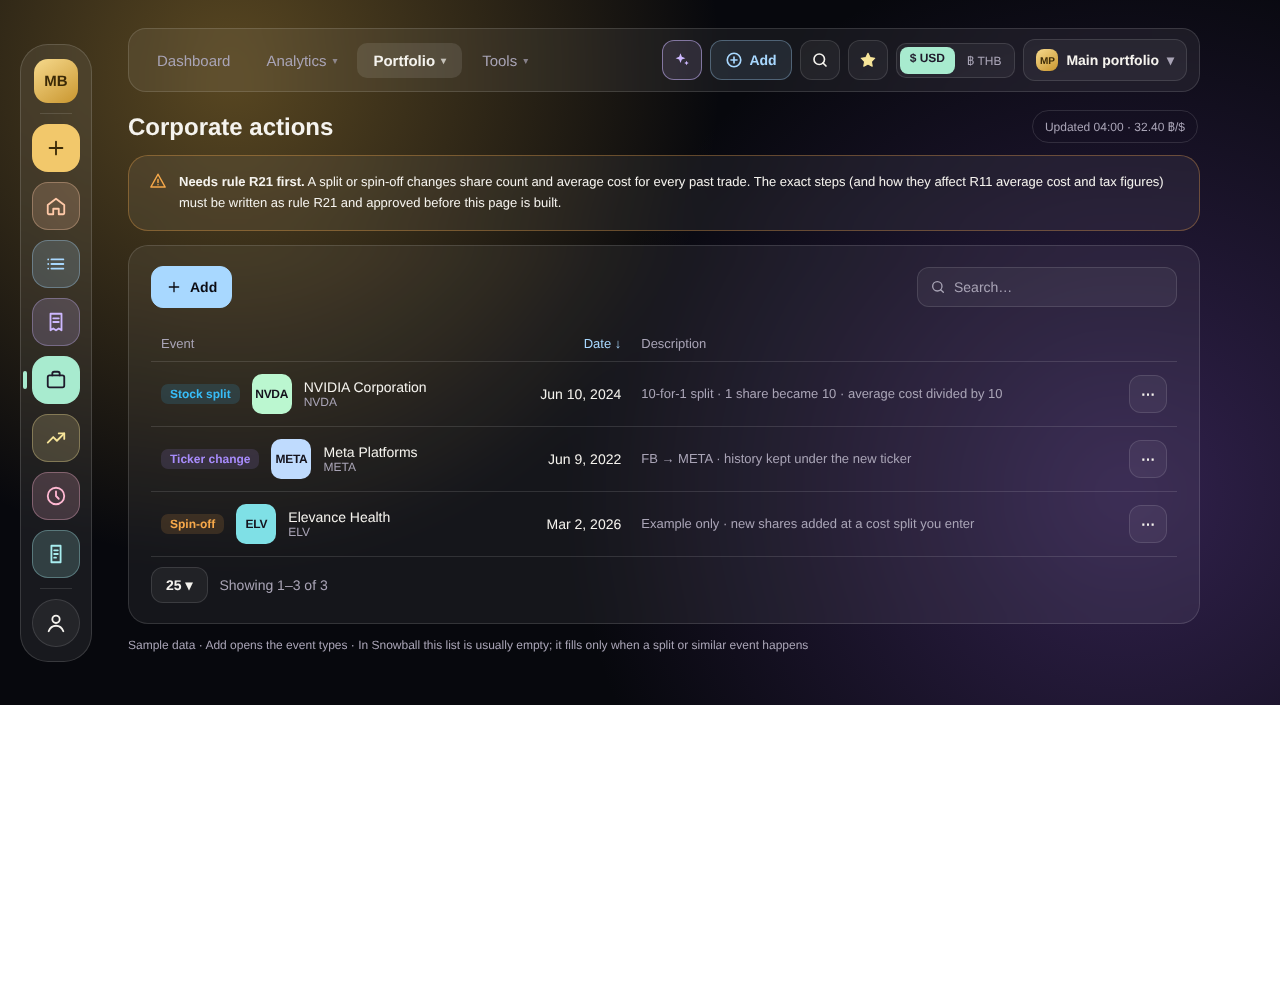 MB
Dashboard Analytics ▾ Portfolio ▾ Tools ▾ Add $ USD ฿ THB MP Main portfolio ▾
Corporate actions
Updated 04:00 · 32.40 ฿/$
Needs rule R21 first. A split or spin-off changes share count and average cost for every past trade. The exact steps (and how they affect R11 average cost and tax figures)
must be written as rule R21 and approved before this page is built.
Add
Search…
Event Date ↓ Description
Stock split NVDA NVIDIA Corporation
NVDA
Jun 10, 2024 10-for-1 split · 1 share became 10 · average cost divided by 10 ···
Ticker change META Meta Platforms
META
Jun 9, 2022 FB → META · history kept under the new ticker ···
Spin-off ELV Elevance Health
ELV
Mar 2, 2026 Example only · new shares added at a cost split you enter ···
25 ▾ Showing 1–3 of 3
Sample data · Add opens the event types · In Snowball this list is usually empty; it fills only when a split or similar event happens